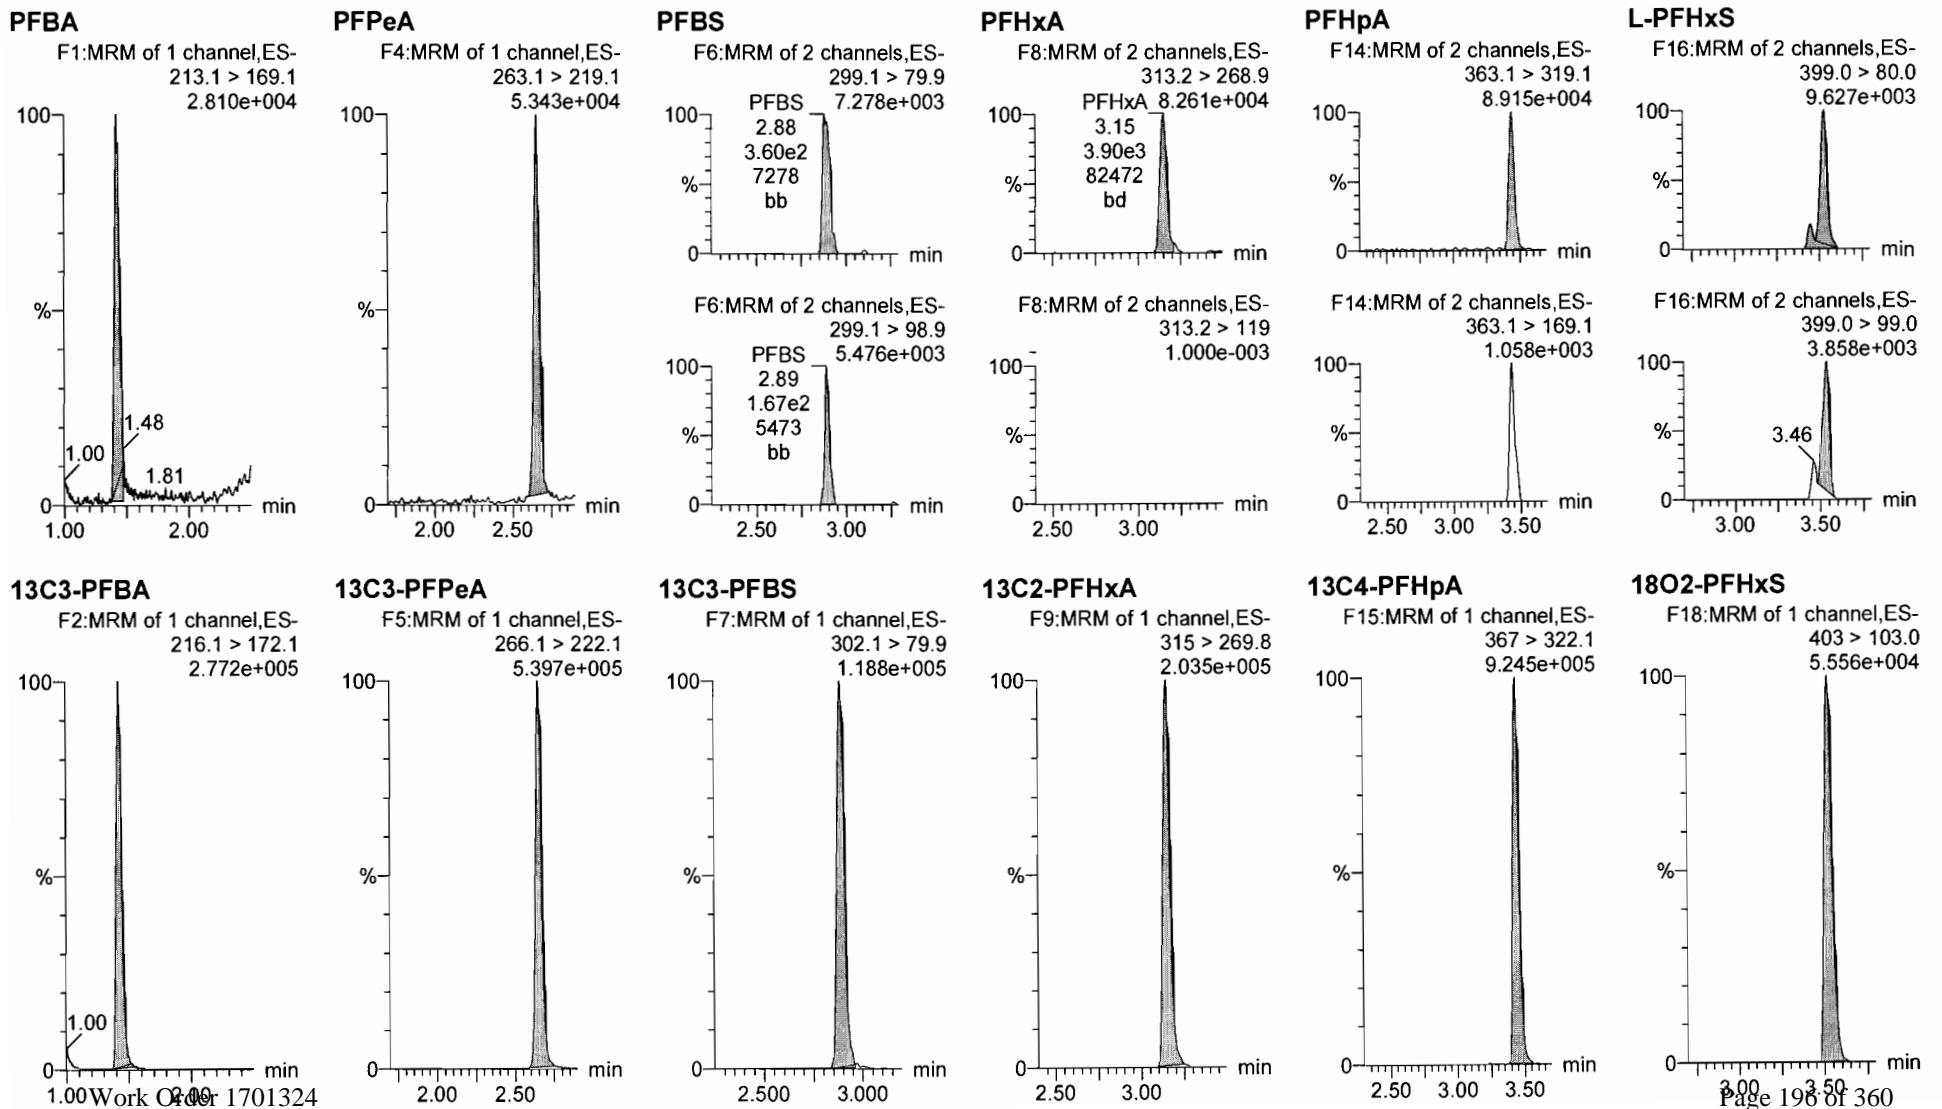 PFBA
F1:MRM of 1 channel,ES-
213.1 > 169.1
2.810e+004
100
%
0
1.00
1.48
1.81
min
1.00 2.00
PFPeA
F4:MRM of 1 channel,ES-
263.1 > 219.1
5.343e+004
100
%
0
min
2.00 2.50
PFBS
F6:MRM of 2 channels,ES-
299.1 > 79.9
7.278e+003
PFBS
2.88
3.60e2
7278
bb
100
%
0
min
F6:MRM of 2 channels,ES-
299.1 > 98.9
5.476e+003
PFBS
2.89
1.67e2
5473
bb
100
%
0
min
2.50 3.00
PFHxA
F8:MRM of 2 channels,ES-
313.2 > 268.9
8.261e+004
PFHxA
3.15
3.90e3
82472
bd
100
%
0
min
F8:MRM of 2 channels,ES-
313.2 > 119
1.000e-003
100
%
0
min
2.50 3.00
PFHpA
F14:MRM of 2 channels,ES-
363.1 > 319.1
8.915e+004
100
%
0
min
F14:MRM of 2 channels,ES-
363.1 > 169.1
1.058e+003
100
%
0
min
2.50 3.00 3.50
L-PFHxS
F16:MRM of 2 channels,ES-
399.0 > 80.0
9.627e+003
100
%
0
min
F16:MRM of 2 channels,ES-
399.0 > 99.0
3.858e+003
100
%
3.46
0
min
3.00 3.50
13C3-PFBA
F2:MRM of 1 channel,ES-
216.1 > 172.1
2.772e+005
100
%
1.00
0
min
1.00 2.00
13C3-PFPeA
F5:MRM of 1 channel,ES-
266.1 > 222.1
5.397e+005
100
%
0
min
2.00 2.50
13C3-PFBS
F7:MRM of 1 channel,ES-
302.1 > 79.9
1.188e+005
100
%
0
min
2.500 3.000
13C2-PFHxA
F9:MRM of 1 channel,ES-
315 > 269.8
2.035e+005
100
%
0
min
2.50 3.00
13C4-PFHpA
F15:MRM of 1 channel,ES-
367 > 322.1
9.245e+005
100
%
0
min
2.50 3.00 3.50
18O2-PFHxS
F18:MRM of 1 channel,ES-
403 > 103.0
5.556e+004
100
%
0
min
3.00 3.50
Work Order 1701324
Page 196 of 360